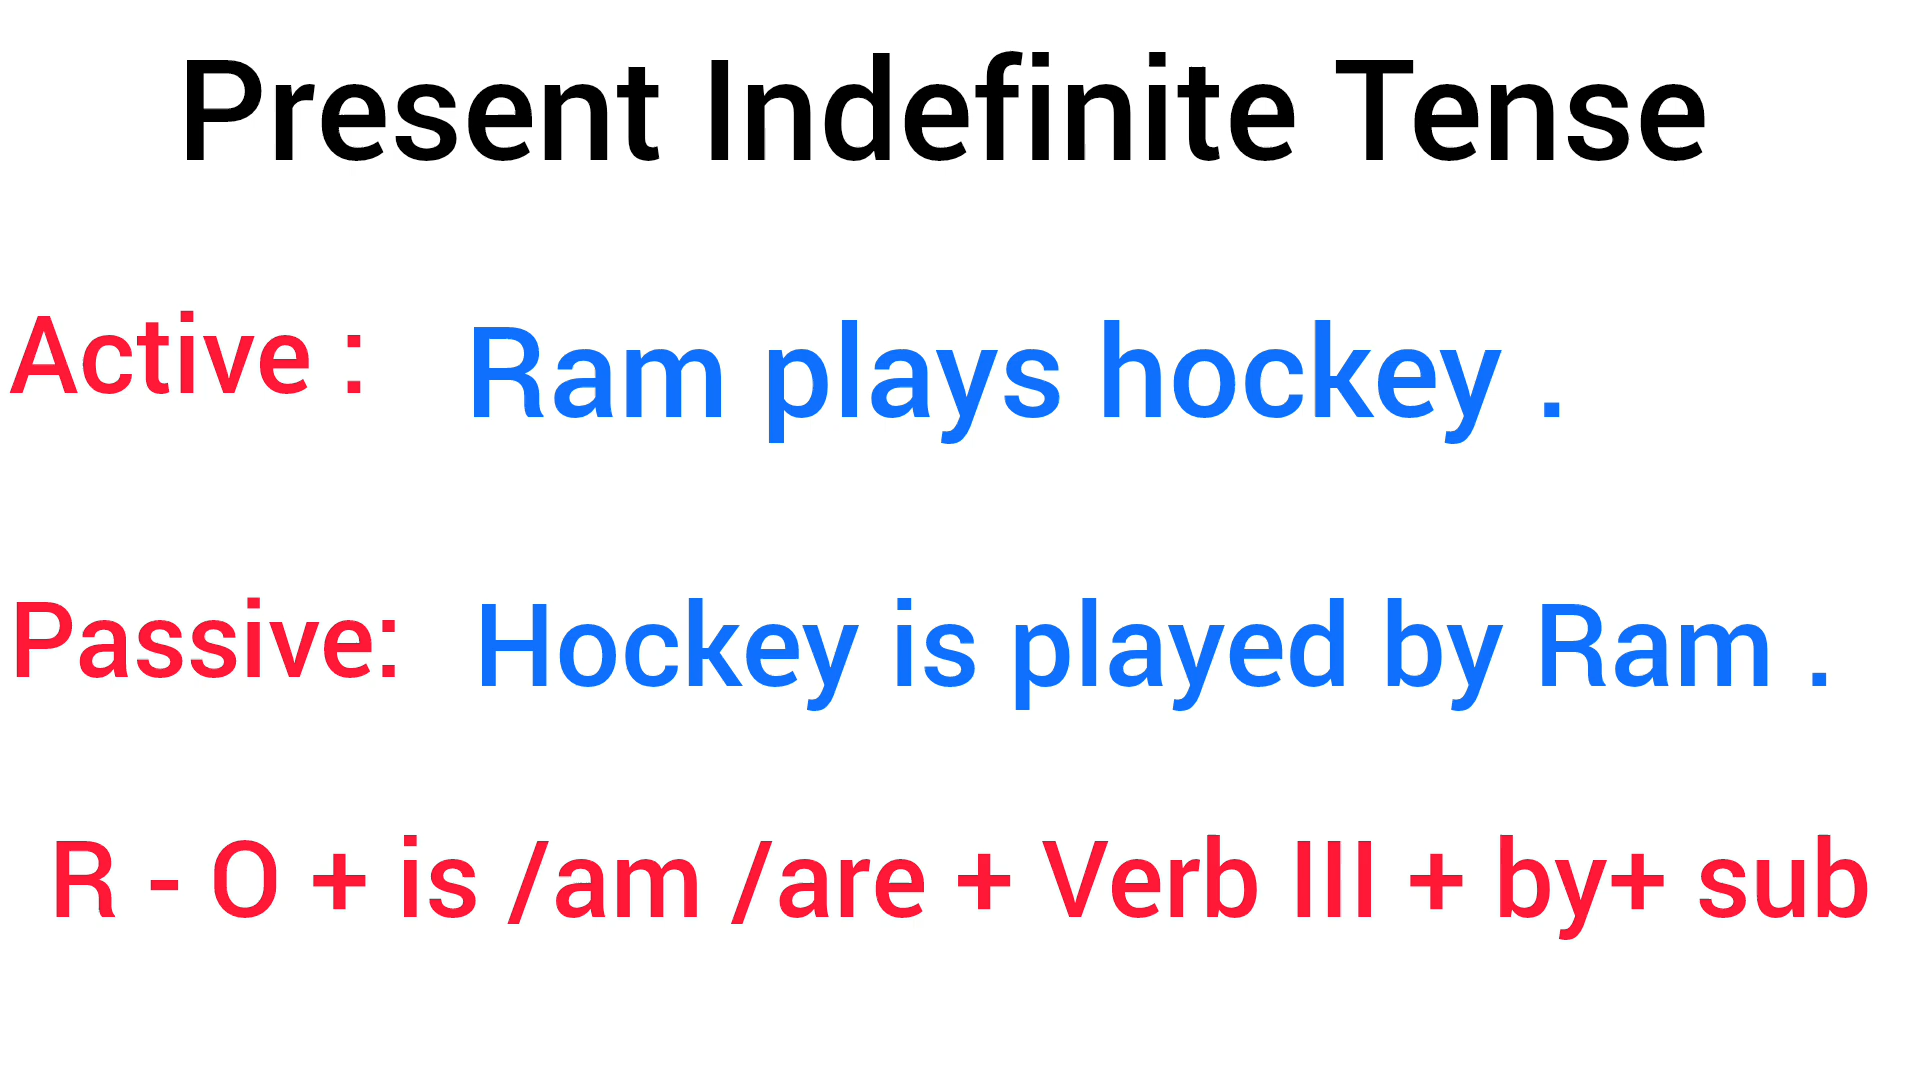 Present Indefinite Tense
Active : Ram plays hockey .
Passive: Hockey is played by Ram .
R - O + is /am /are + Verb III + by+ sub